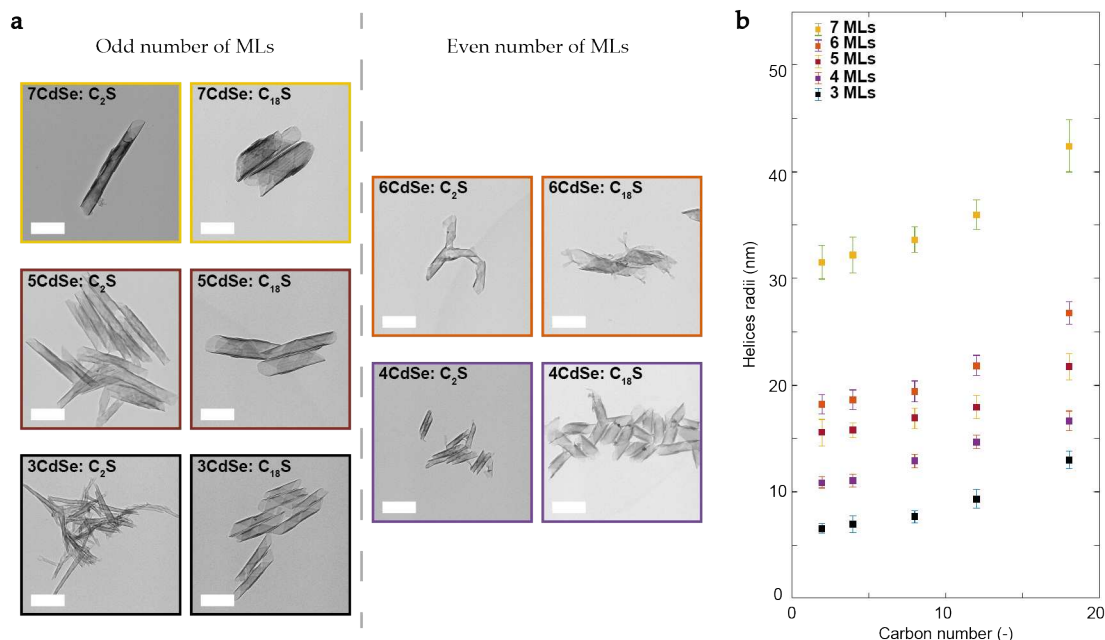 a
Odd number of MLs
Even number of MLs
7CdSe: C₂S
7CdSe: C₁₈S
6CdSe: C₂S
6CdSe: C₁₈S
5CdSe: C₂S
5CdSe: C₁₈S
4CdSe: C₂S
4CdSe: C₁₈S
3CdSe: C₂S
3CdSe: C₁₈S
b
7 MLs
6 MLs
5 MLs
4 MLs
3 MLs
Helices radii (nm)
50
40
30
20
10
0
0
10
20
Carbon number (-)